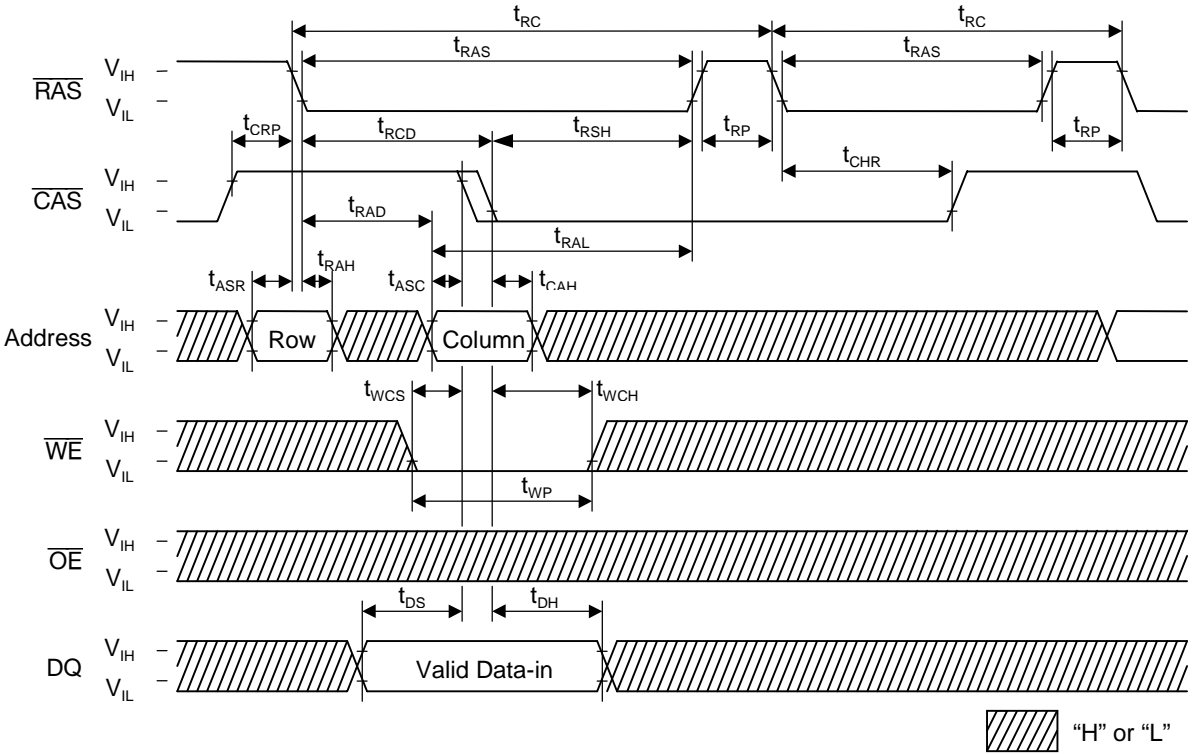 tRC tRC
tRAS tRAS
RAS VIH VIL
tCRP tRCD tRSH tRP tCHR tRP
CAS VIH VIL
tRAD tRAL
tASR tRAH tASC tCAH
Address VIH VIL Row Column
tWCS tWCH
WE VIH VIL
tWP
OE VIH VIL
tDS tDH
DQ VIH VIL Valid Data-in
“H” or “L”